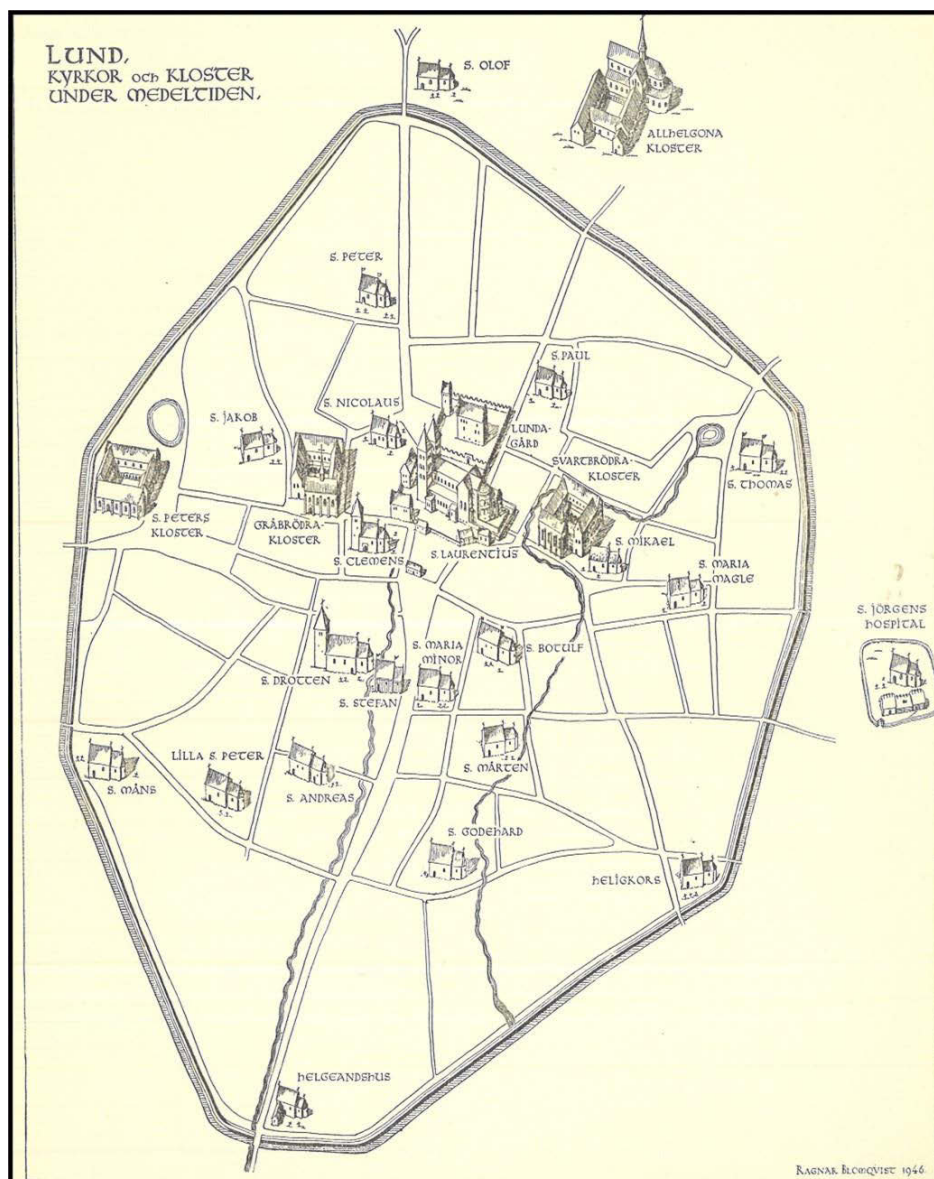 LUND,
KYRKOR och KLOSTER
UNDER MEDELTIDEN,
S. OLOF
ALLHELGONA
KLOSTER
S. PETER
S. PAUL
S. NICOLAUS
S. JAKOB
LUNDA-
GÅRD
SVARTBRÖDRA-
KLOSTER
S. THOMAS
S. PETERS
KLOSTER
GRÅBRÖDRA-
KLOSTER
S. CLEMENS
S. LAURENTIUS
S. MIKAEL
S. MARIA
MAGLE
S. JÖRGENS
HOSPITAL
S. MARIA
MINOR
S. BOTULF
S. DROTTEN
S. STEFAN
LILLA S. PETER
S. MÅNS
S. ANDREAS
S. MÅRTEN
S. GODEHARD
HELIGKORS
HELGEANDSHUS
RAGNAR BLOMQVIST 1946.